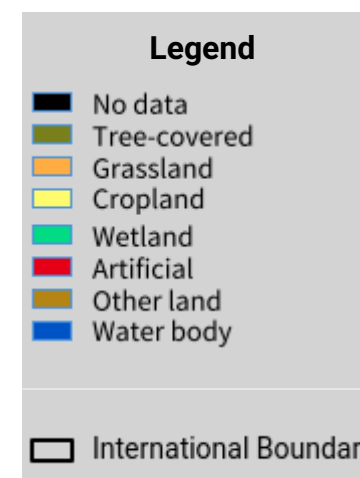 Legend
No data
Tree-covered
Grassland
Cropland
Wetland
Artificial
Other land
Water body
International Boundar